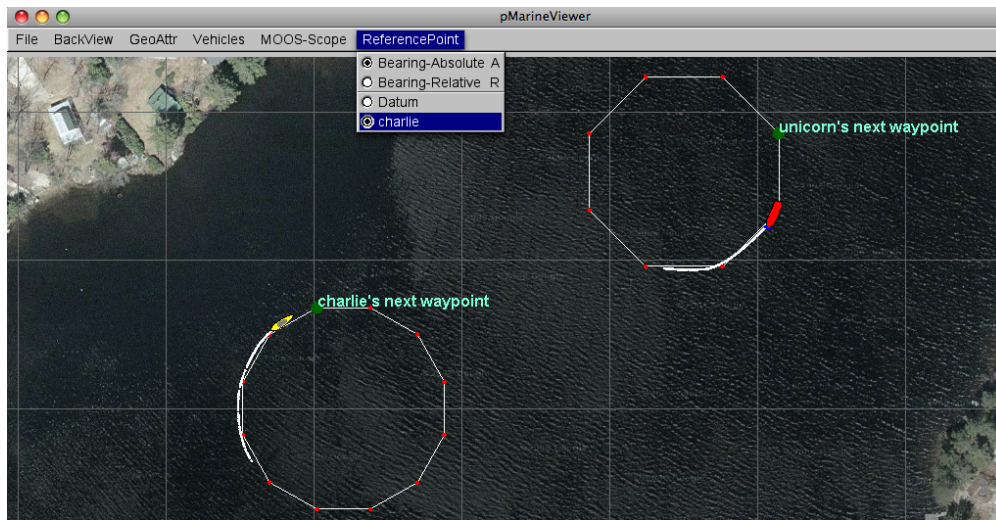 pMarineViewer
File BackView GeoAttr Vehicles MOOS-Scope ReferencePoint
Bearing-Absolute A
Bearing-Relative R
Datum
charlie
unicorn's next waypoint
charlie's next waypoint